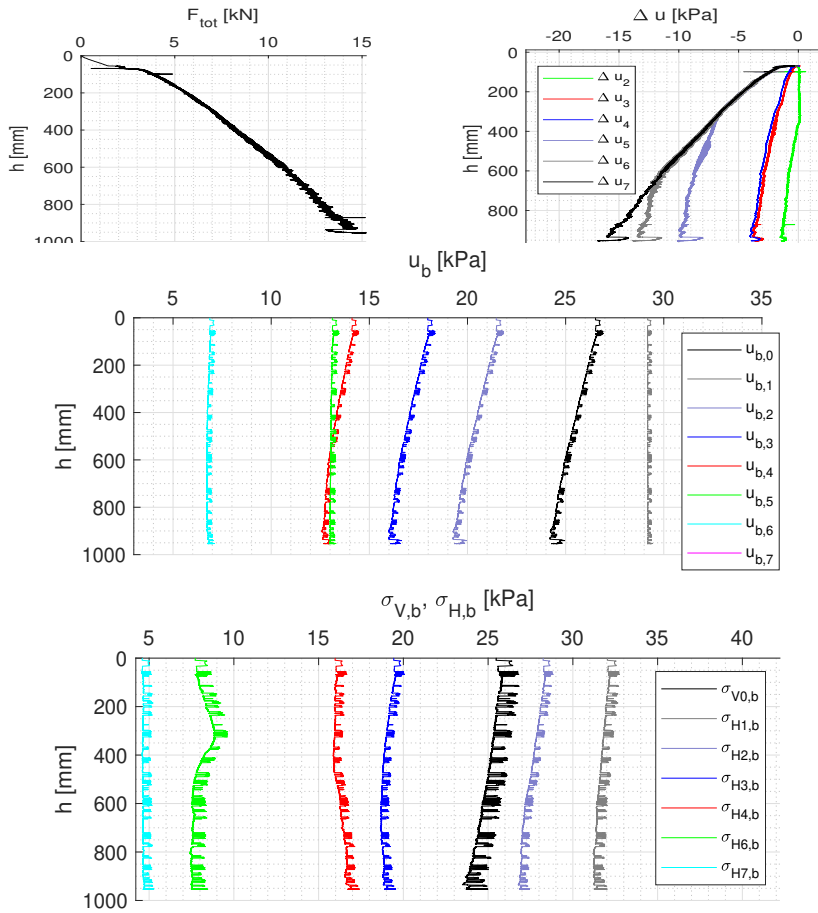 F_tot [kN]
0 5 10 15
0
200
400
600
800
1000
h [mm]
Δ u [kPa]
-20 -15 -10 -5 0
0
200
400
600
800
h [mm]
Δ u_2
Δ u_3
Δ u_4
Δ u_5
Δ u_6
Δ u_7
u_b [kPa]
5 10 15 20 25 30 35
0
200
400
600
800
1000
h [mm]
u_b,0
u_b,1
u_b,2
u_b,3
u_b,4
u_b,5
u_b,6
u_b,7
σ_V,b, σ_H,b [kPa]
5 10 15 20 25 30 35 40
0
200
400
600
800
1000
h [mm]
σ_V0,b
σ_H1,b
σ_H2,b
σ_H3,b
σ_H4,b
σ_H6,b
σ_H7,b